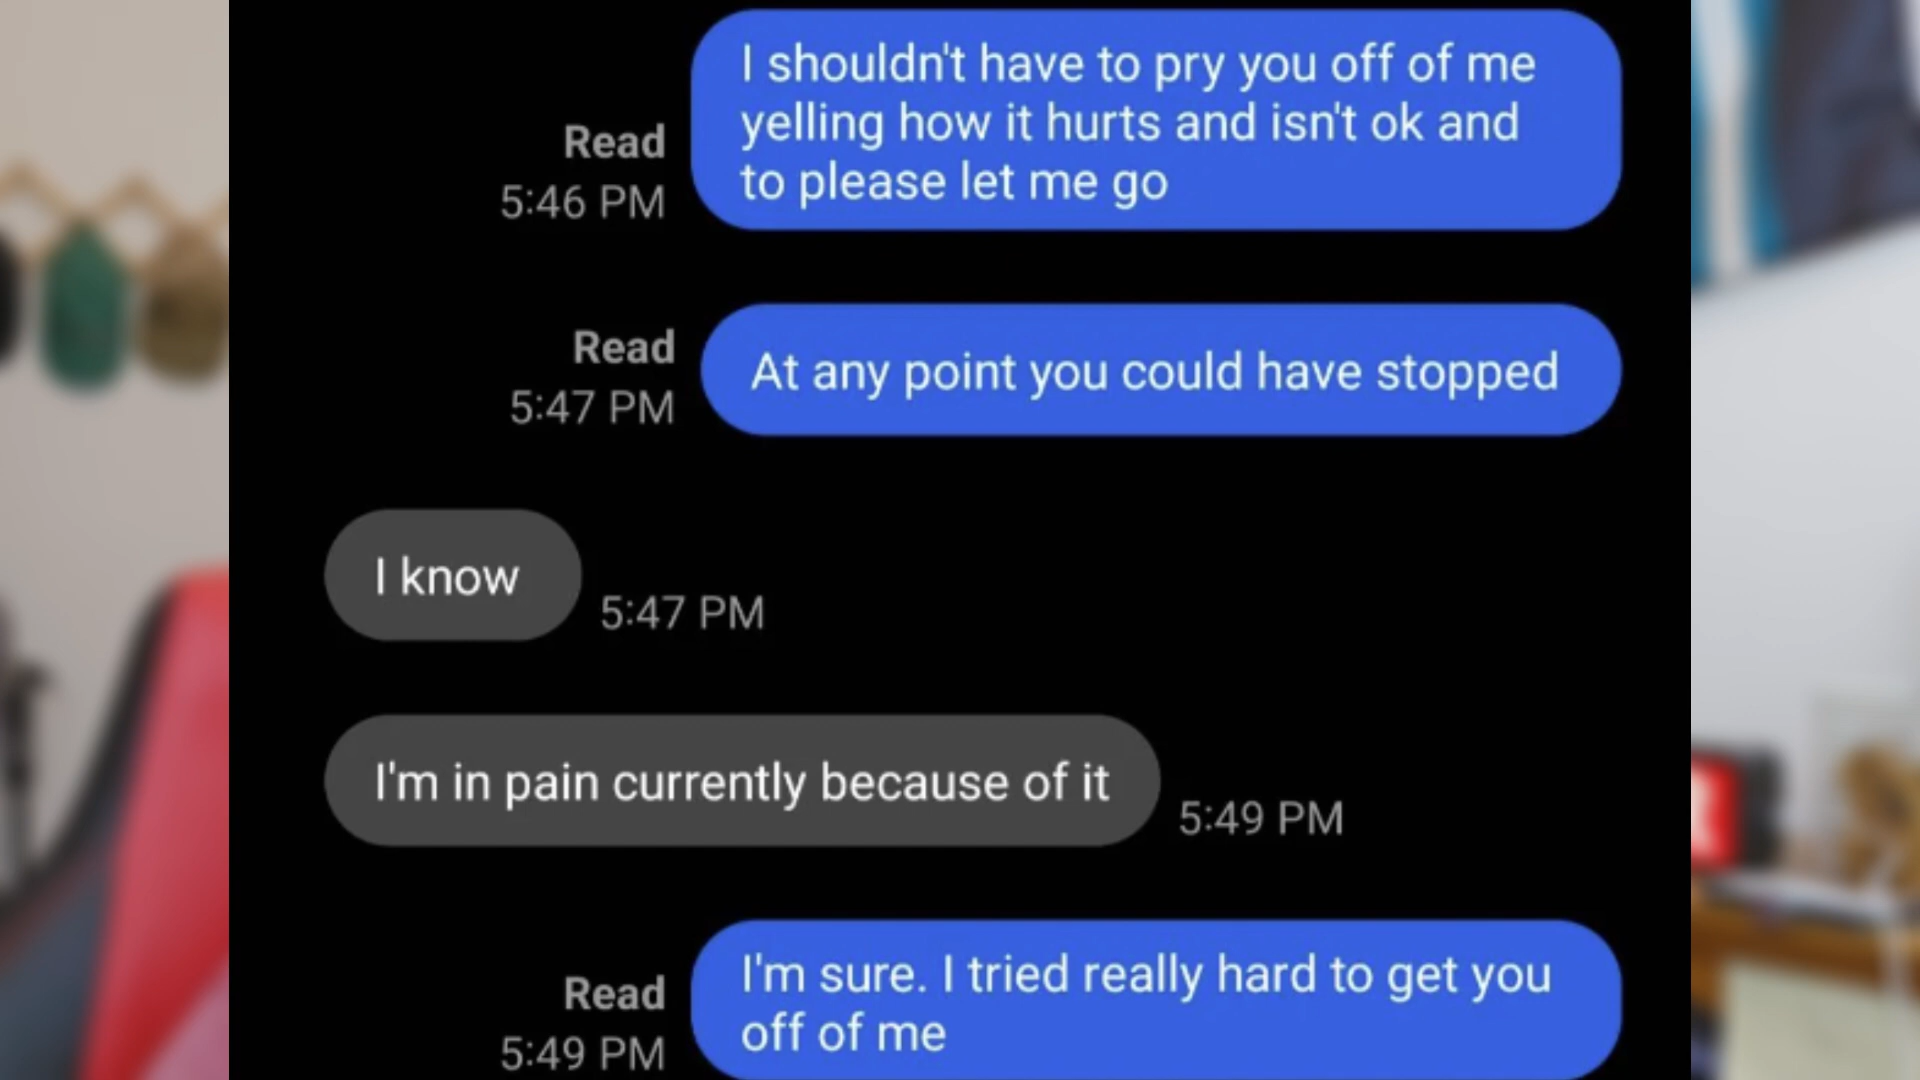 I shouldn't have to pry you off of me
yelling how it hurts and isn't ok and
to please let me go
Read
5:46 PM
At any point you could have stopped
Read
5:47 PM
I know
5:47 PM
I'm in pain currently because of it
5:49 PM
I'm sure. I tried really hard to get you
off of me
Read
5:49 PM